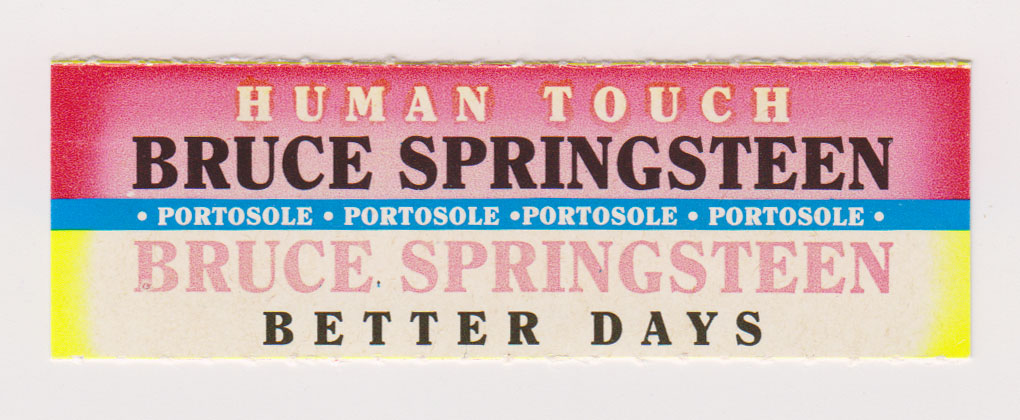 HUMAN TOUCH
BRUCE SPRINGSTEEN
• PORTOSOLE • PORTOSOLE •PORTOSOLE • PORTOSOLE •
BRUCE SPRINGSTEEN
BETTER DAYS